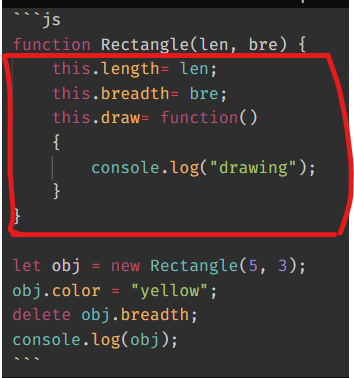 ```js
function Rectangle(len, bre) {
    this.length= len;
    this.breadth= bre;
    this.draw= function()
    {
        console.log("drawing");
    }
}
let obj = new Rectangle(5, 3);
obj.color = "yellow";
delete obj.breadth;
console.log(obj);
```